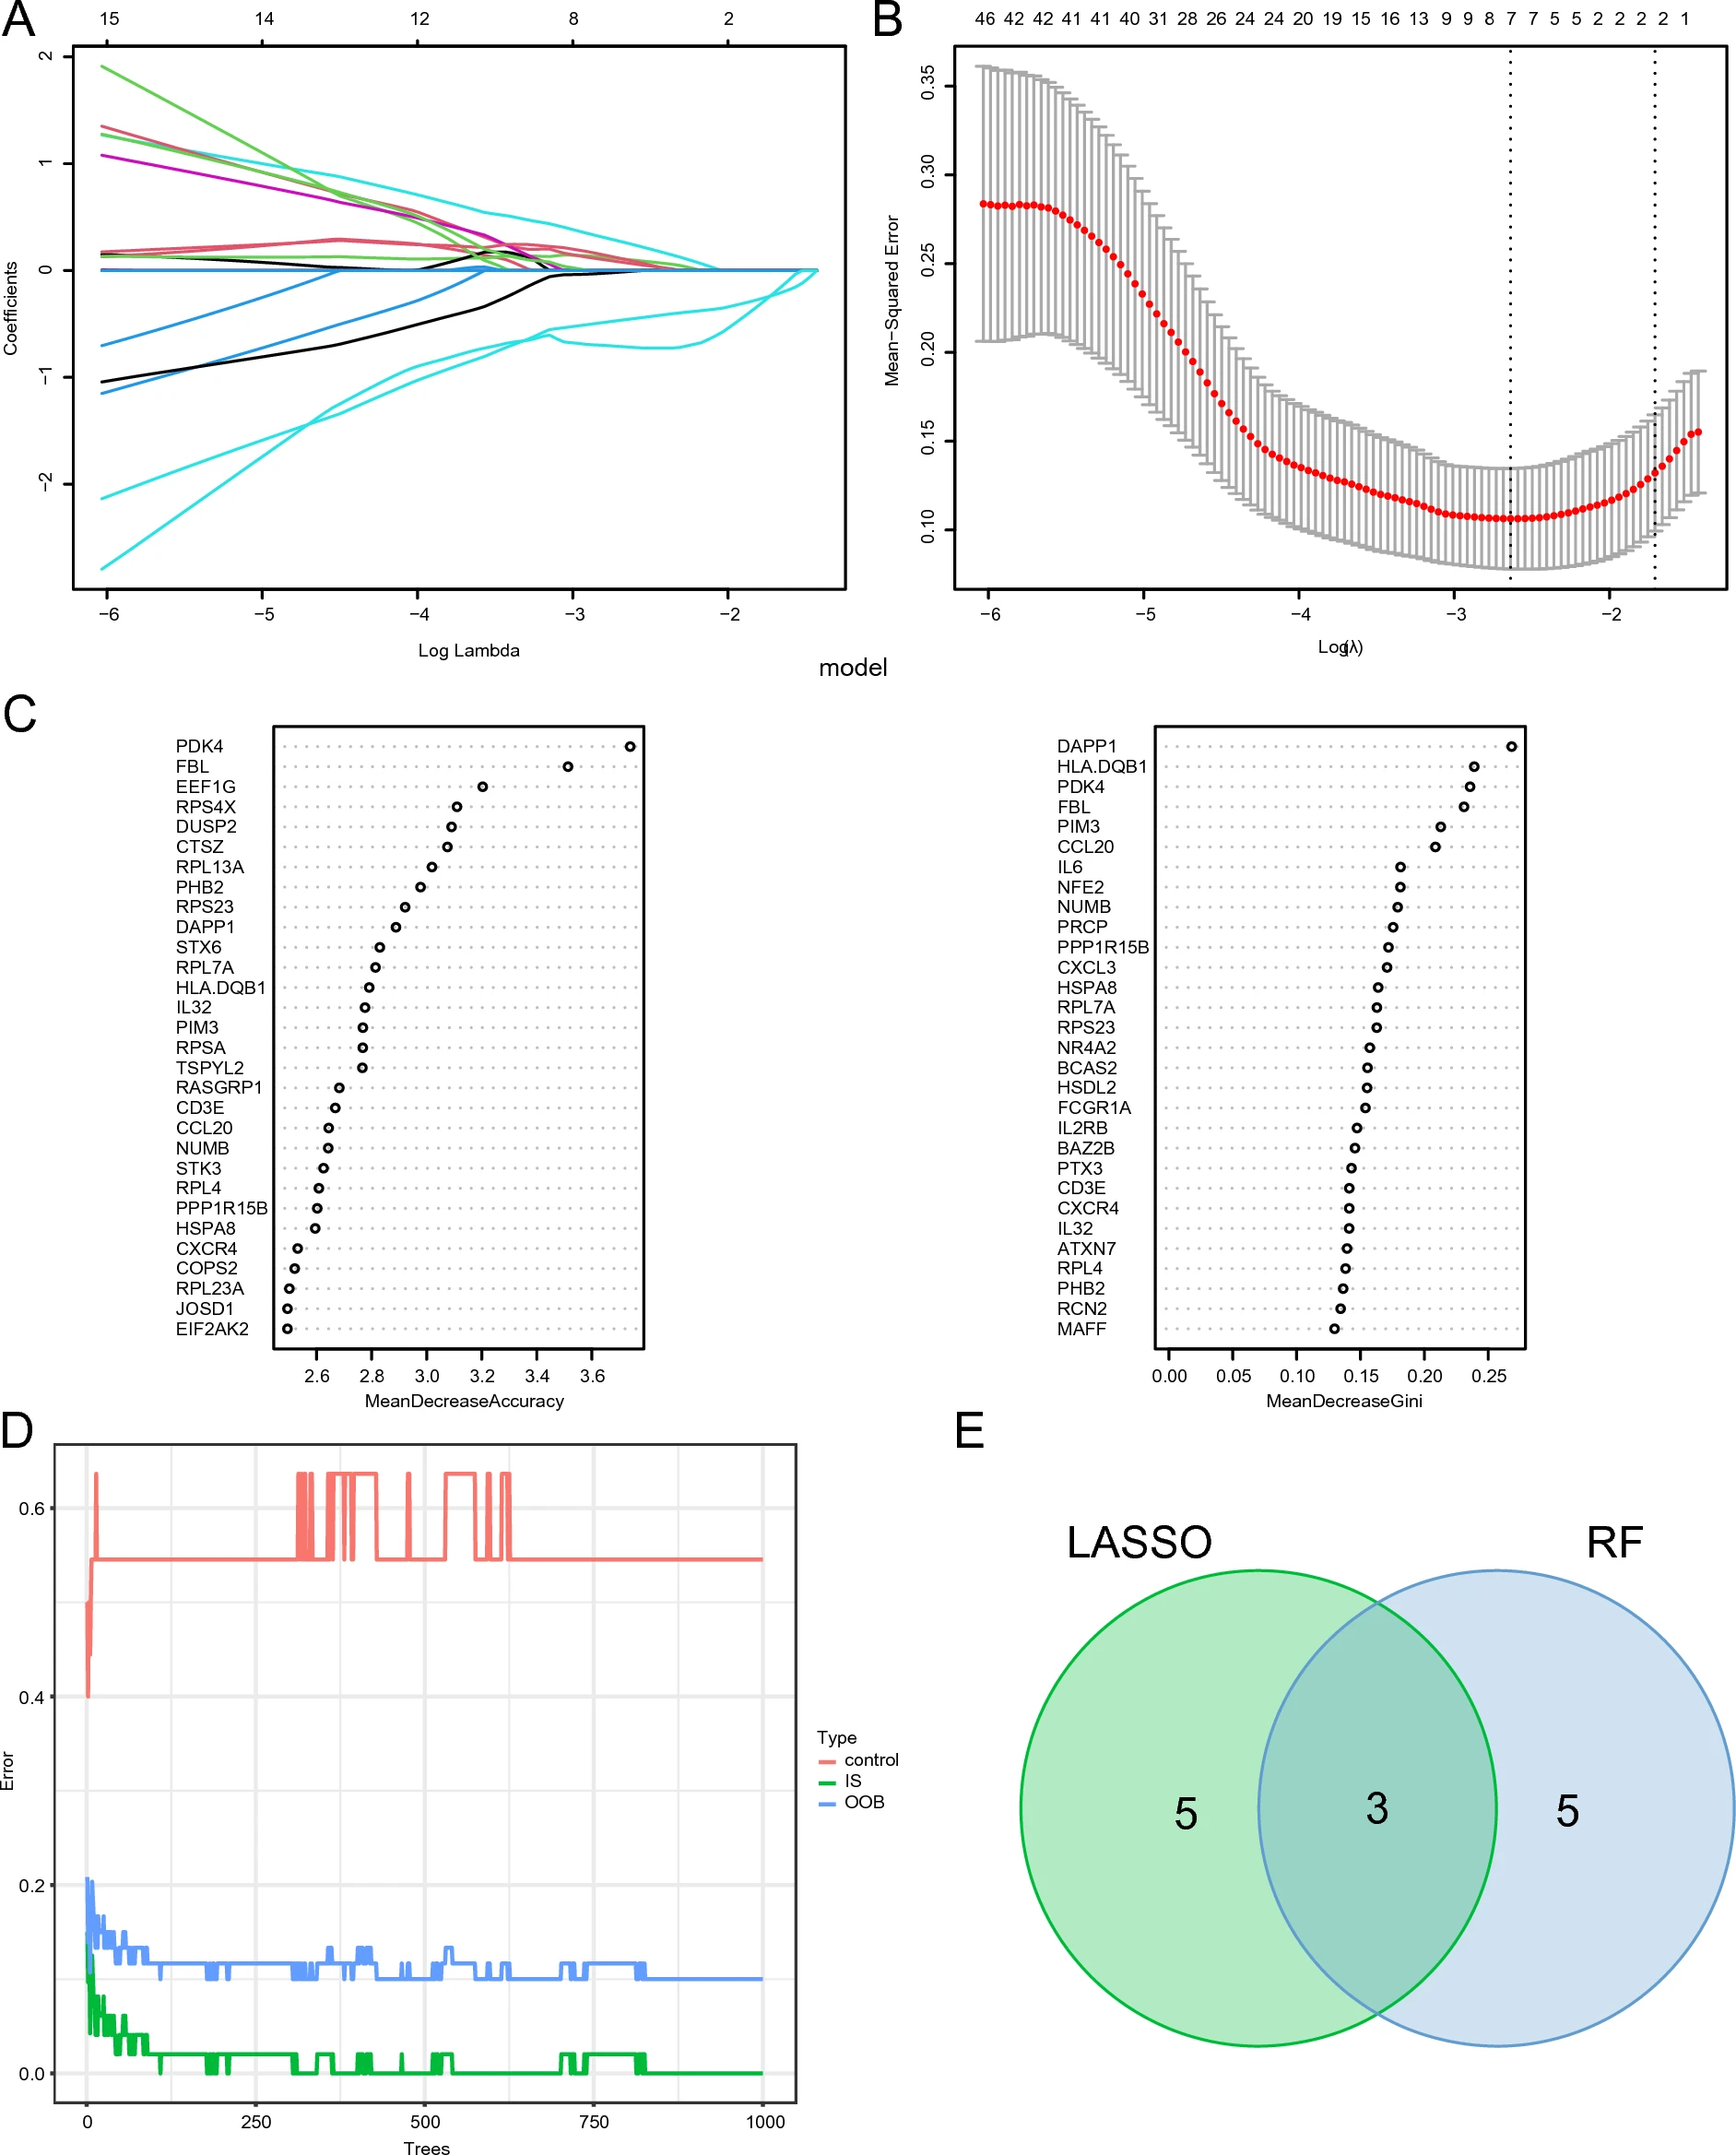 A
15 14 12 8 2
2
1
0
−1
−2
Coefficients
−6 −5 −4 −3 −2
Log Lambda
B
46 42 42 41 41 40 31 28 26 24 24 20 19 15 16 13 9 9 8 7 7 5 5 2 2 2 2 1
0.35
0.30
0.25
0.20
0.15
0.10
Mean−Squared Error
−6 −5 −4 −3 −2
Log(λ)
model
C
PDK4
FBL
EEF1G
RPS4X
DUSP2
CTSZ
RPL13A
PHB2
RPS23
DAPP1
STX6
RPL7A
HLA.DQB1
IL32
PIM3
RPSA
TSPYL2
RASGRP1
CD3E
CCL20
NUMB
STK3
RPL4
PPP1R15B
HSPA8
CXCR4
COPS2
RPL23A
JOSD1
EIF2AK2
2.6 2.8 3.0 3.2 3.4 3.6
MeanDecreaseAccuracy
DAPP1
HLA.DQB1
PDK4
FBL
PIM3
CCL20
IL6
NFE2
NUMB
PRCP
PPP1R15B
CXCL3
HSPA8
RPL7A
RPS23
NR4A2
BCAS2
HSDL2
FCGR1A
IL2RB
BAZ2B
PTX3
CD3E
CXCR4
IL32
ATXN7
RPL4
PHB2
RCN2
MAFF
0.00 0.05 0.10 0.15 0.20 0.25
MeanDecreaseGini
D
0.6
0.4
0.2
0.0
Error
0 250 500 750 1000
Trees
Type
control
IS
OOB
E
LASSO RF
5 3 5